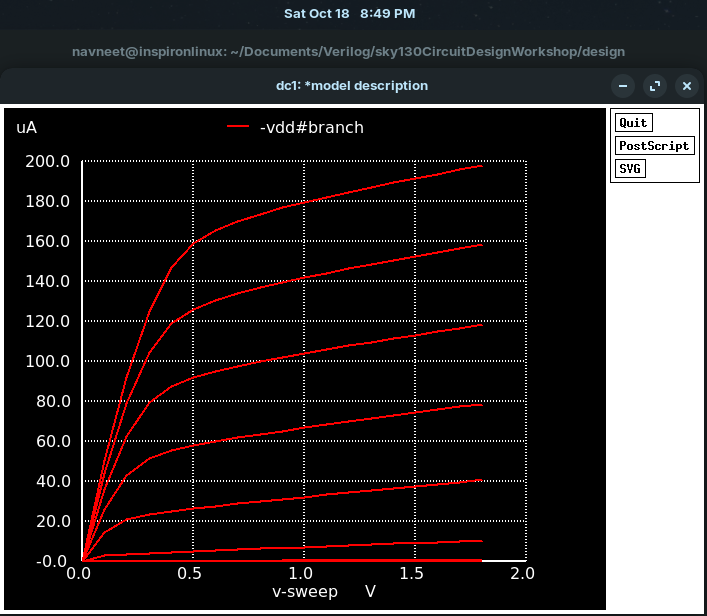 Sat Oct 18 8:49 PM
navneet@inspironlinux: ~/Documents/Verilog/sky130CircuitDesignWorkshop/design
dc1: *model description
uA
-vdd#branch
Quit
PostScript
SVG
200.0
180.0
160.0
140.0
120.0
100.0
80.0
60.0
40.0
20.0
-0.0
0.0 0.5 1.0 1.5 2.0
v-sweep V